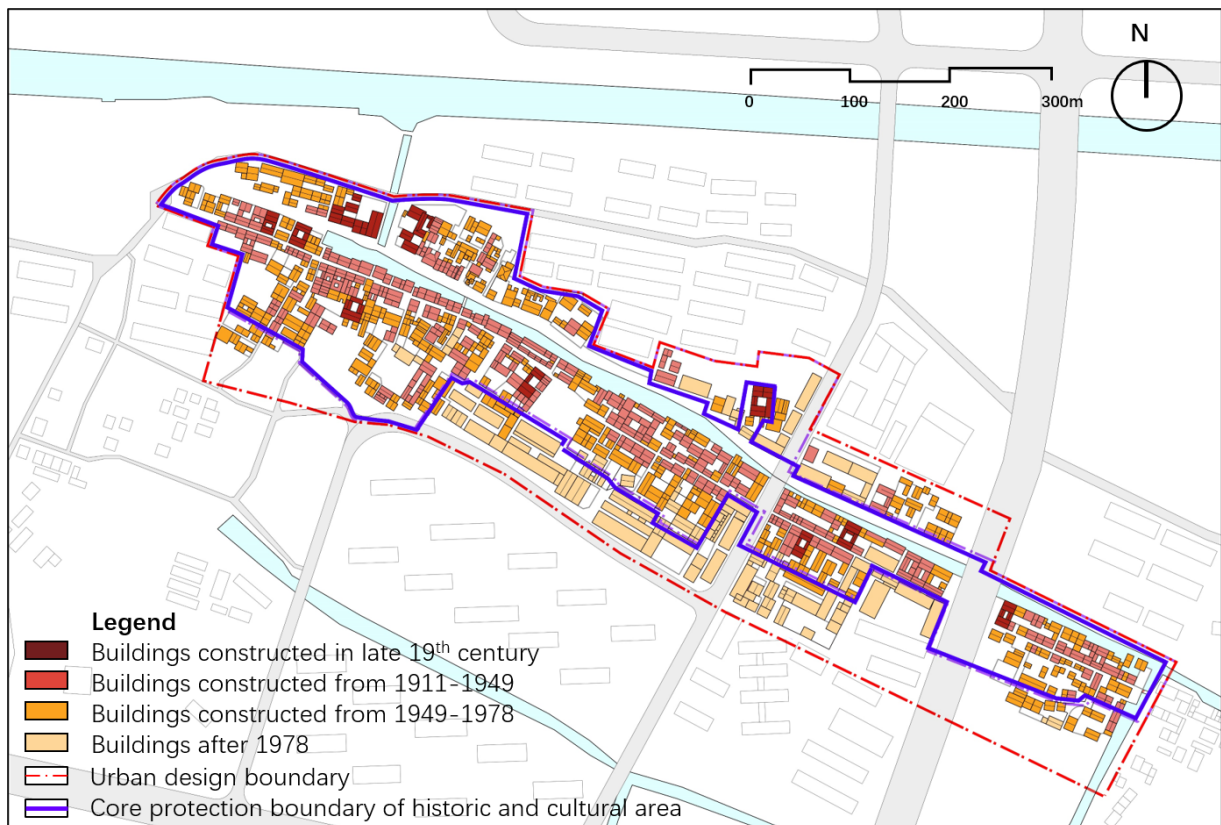 N
0 100 200 300m
Legend
Buildings constructed in late 19th century
Buildings constructed from 1911-1949
Buildings constructed from 1949-1978
Buildings after 1978
Urban design boundary
Core protection boundary of historic and cultural area